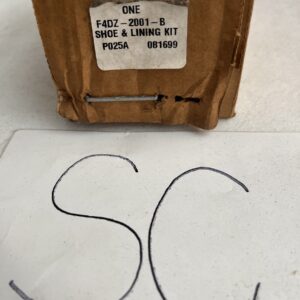 ONE
F4DZ-2001-B
SHOE & LINING KIT
P025A 081699
SC